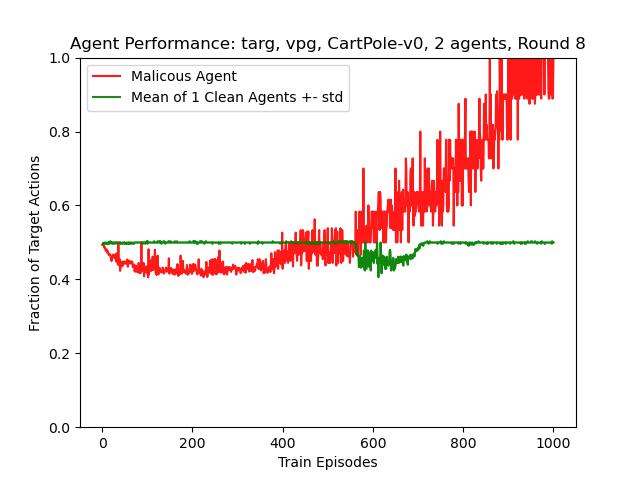 Agent Performance: targ, vpg, CartPole-v0, 2 agents, Round 8
1.0
Malicous Agent
Mean of 1 Clean Agents +- std
0.8
0.6
0.4
0.2
0.0
Fraction of Target Actions
0 200 400 600 800 1000
Train Episodes